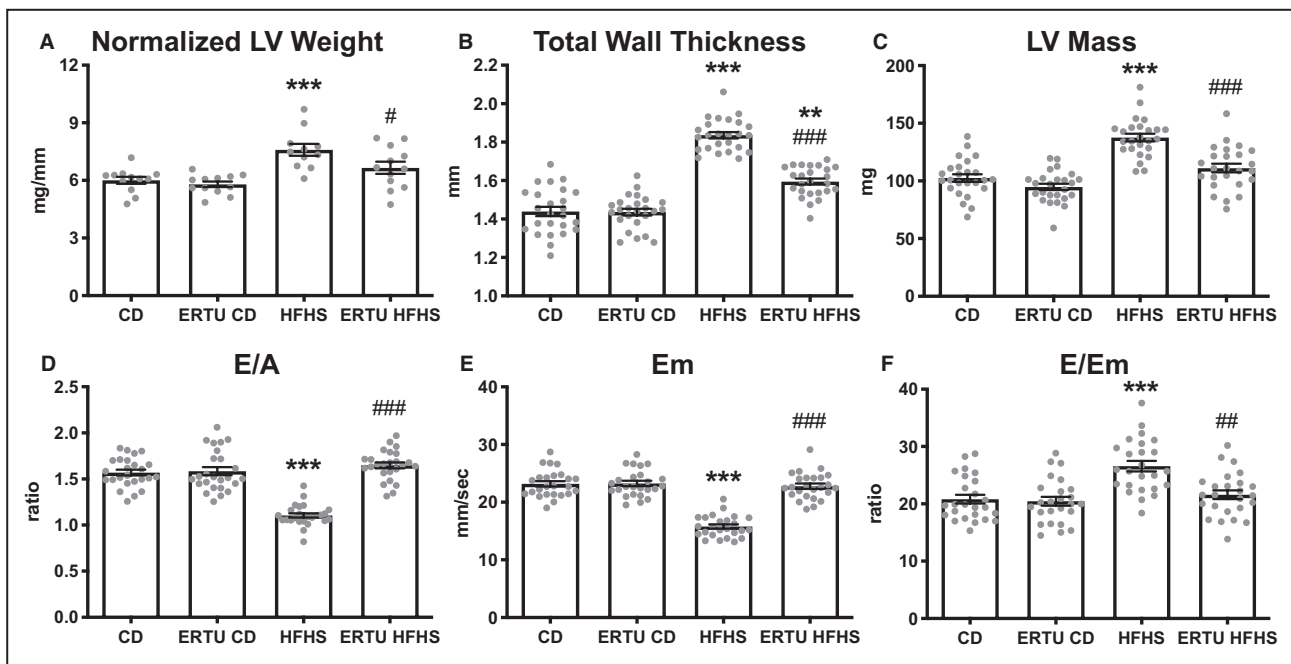 A Normalized LV Weight
12
***
#
9
6
3
0
mg/mm
CD ERTU CD HFHS ERTU HFHS
B Total Wall Thickness
2.2
***
**
###
2.0
1.8
1.6
1.4
1.2
1.0
mm
CD ERTU CD HFHS ERTU HFHS
C LV Mass
200
***
###
150
100
50
0
mg
CD ERTU CD HFHS ERTU HFHS
D E/A
2.5
###
2.0
***
1.5
1.0
0.5
0.0
ratio
CD ERTU CD HFHS ERTU HFHS
E Em
40
###
30
***
20
10
0
mm/sec
CD ERTU CD HFHS ERTU HFHS
F E/Em
40
***
##
30
20
10
0
ratio
CD ERTU CD HFHS ERTU HFHS